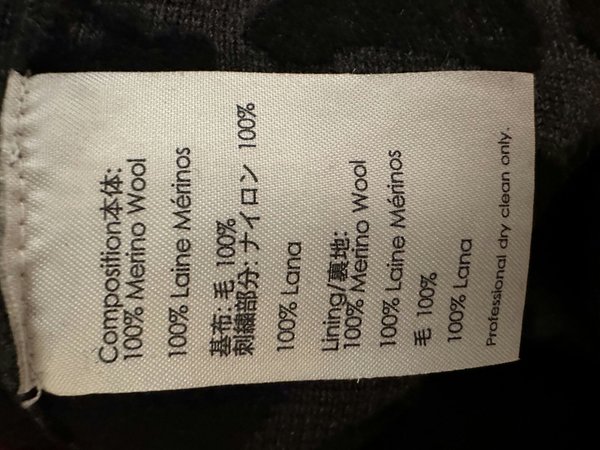 Composition本体:
100% Merino Wool
100% Laine Mérinos
基布: 毛 100%
刺繍部分: ナイロン 100%
100% Lana
Lining/裏地:
100% Merino Wool
100% Laine Mérinos
毛 100%
100% Lana
Professional dry clean only.